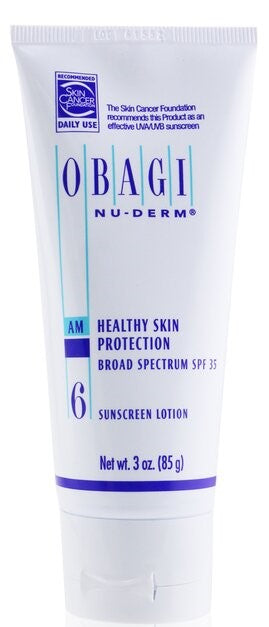 RECOMMENDED
SKIN
CANCER
FOUNDATION
DAILY USE
The Skin Cancer Foundation
recommends this Product as an
effective UVA/UVB sunscreen
OBAGI
NU-DERM®
AM
HEALTHY SKIN
PROTECTION
BROAD SPECTRUM SPF 35
6
SUNSCREEN LOTION
Net wt. 3 oz. (85 g)